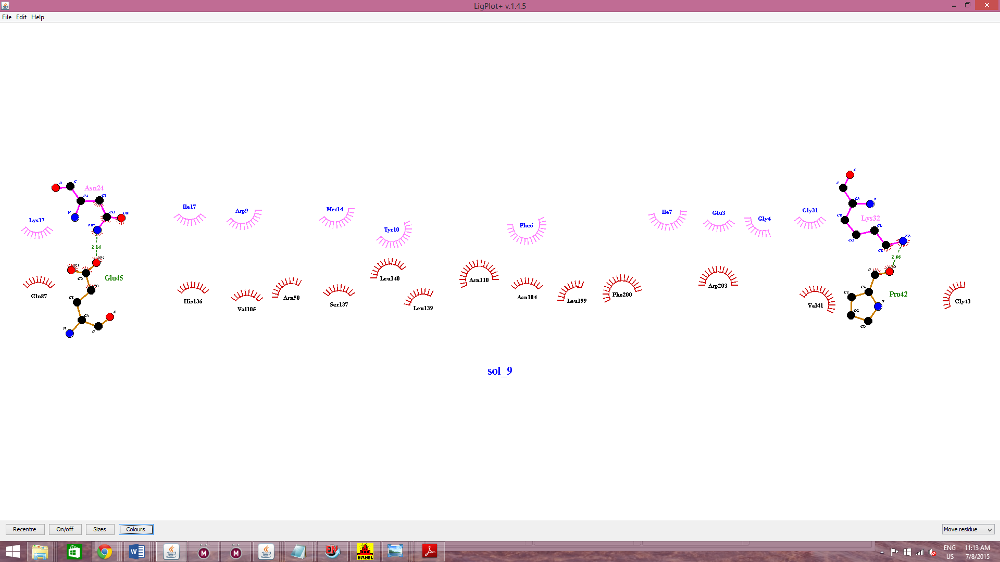 LigPlot+ v.1.4.5
File Edit Help
O C Asn24
CA CB
N CG OD1
ND2
Lys37
Ile17
Asp9
Met14
Tyr10
Phe6
Ile7
Glu3
Gly4
Gly31
O
C
CA N
CB Lys32
CD
CG
CE NZ
2.14
2.66
OE1 OE2
CD Glu45
CG
CB
CA O
N C
Gln87
His136
Val105
Asn50
Ser137
Leu140
Leu139
Asn110
Asn104
Leu199
Phe200
Asp203
Val41
C O
CA
CB Pro42
N
CG
CD
Gly43
sol_9
Recentre On/off Sizes Colours Move residue
W M M EN BABEL
ENG 11:13 AM
US 7/8/2015